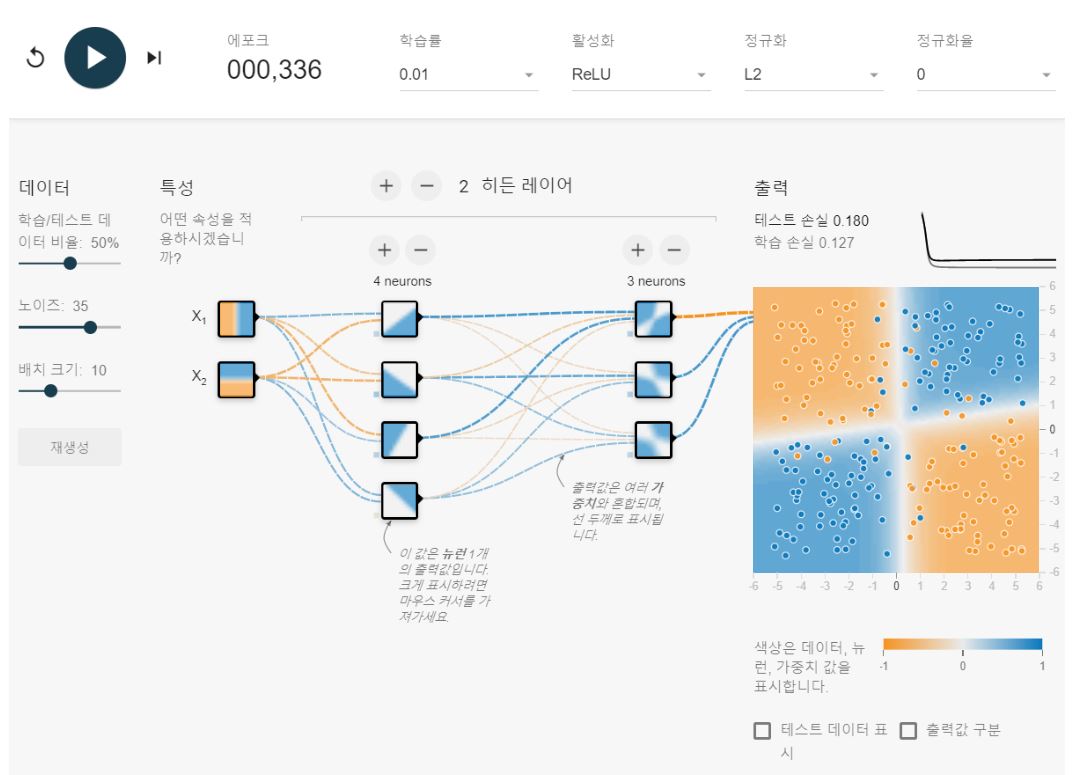 에포크
000,336
학습률
0.01
활성화
ReLU
정규화
L2
정규화율
0
데이터
학습/테스트 데
이터 비율: 50%
노이즈: 35
배치 크기: 10
재생성
특성
어떤 속성을 적
용하시겠습니
까?
X1
X2
+ − 2 히든 레이어
+ −
4 neurons
+ −
3 neurons
이 값은 뉴런 1개
의 출력값입니다.
크게 표시하려면
마우스 커서를 가
져가세요.
출력값은 여러 가
중치와 혼합되며,
선 두께로 표시됩
니다.
출력
테스트 손실 0.180
학습 손실 0.127
6
5
4
3
2
1
0
-1
-2
-3
-4
-5
-6
-6 -5 -4 -3 -2 -1 0 1 2 3 4 5 6
색상은 데이터, 뉴
런, 가중치 값을
표시합니다.
-1 0 1
테스트 데이터 표
시
출력값 구분